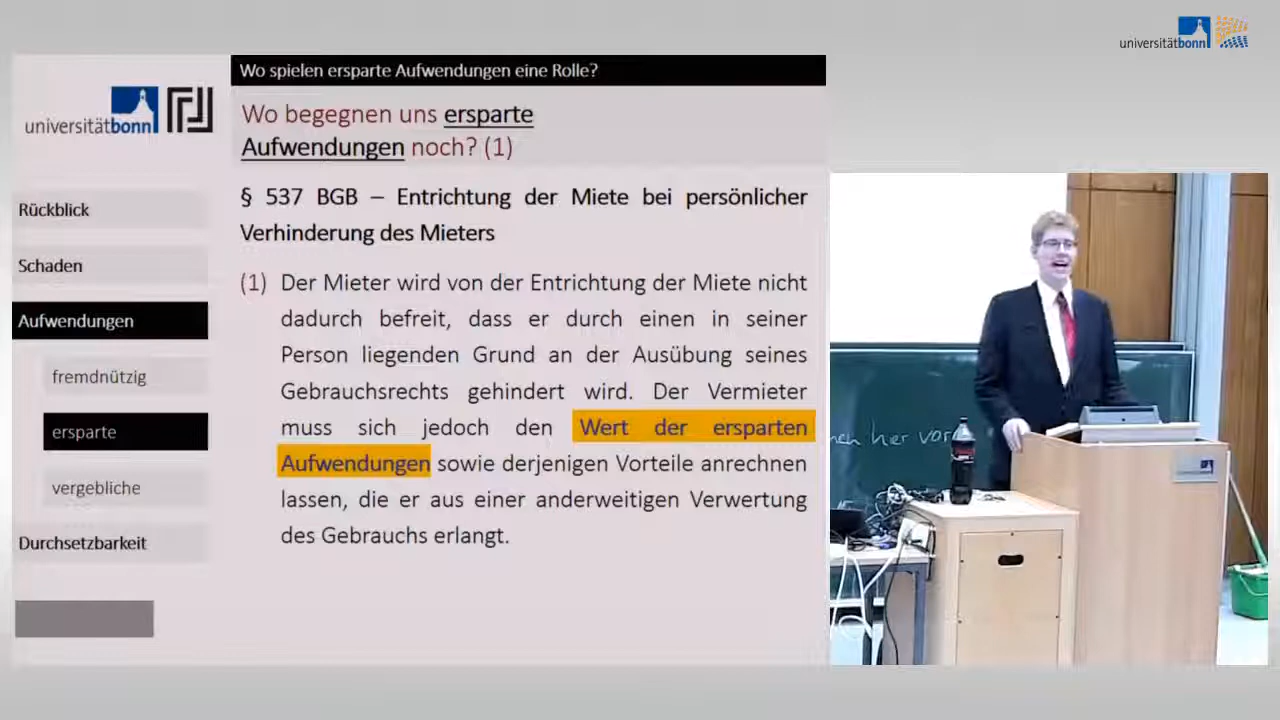 universitätbonn
Wo spielen ersparte Aufwendungen eine Rolle?
universitätbonn
Wo begegnen uns ersparte
Aufwendungen noch? (1)
Rückblick
Schaden
Aufwendungen
fremdnützig
ersparte
vergebliche
Durchsetzbarkeit
§ 537 BGB – Entrichtung der Miete bei persönlicher
Verhinderung des Mieters
(1) Der Mieter wird von der Entrichtung der Miete nicht
dadurch befreit, dass er durch einen in seiner
Person liegenden Grund an der Ausübung seines
Gebrauchsrechts gehindert wird. Der Vermieter
muss sich jedoch den Wert der ersparten
Aufwendungen sowie derjenigen Vorteile anrechnen
lassen, die er aus einer anderweitigen Verwertung
des Gebrauchs erlangt.
hier